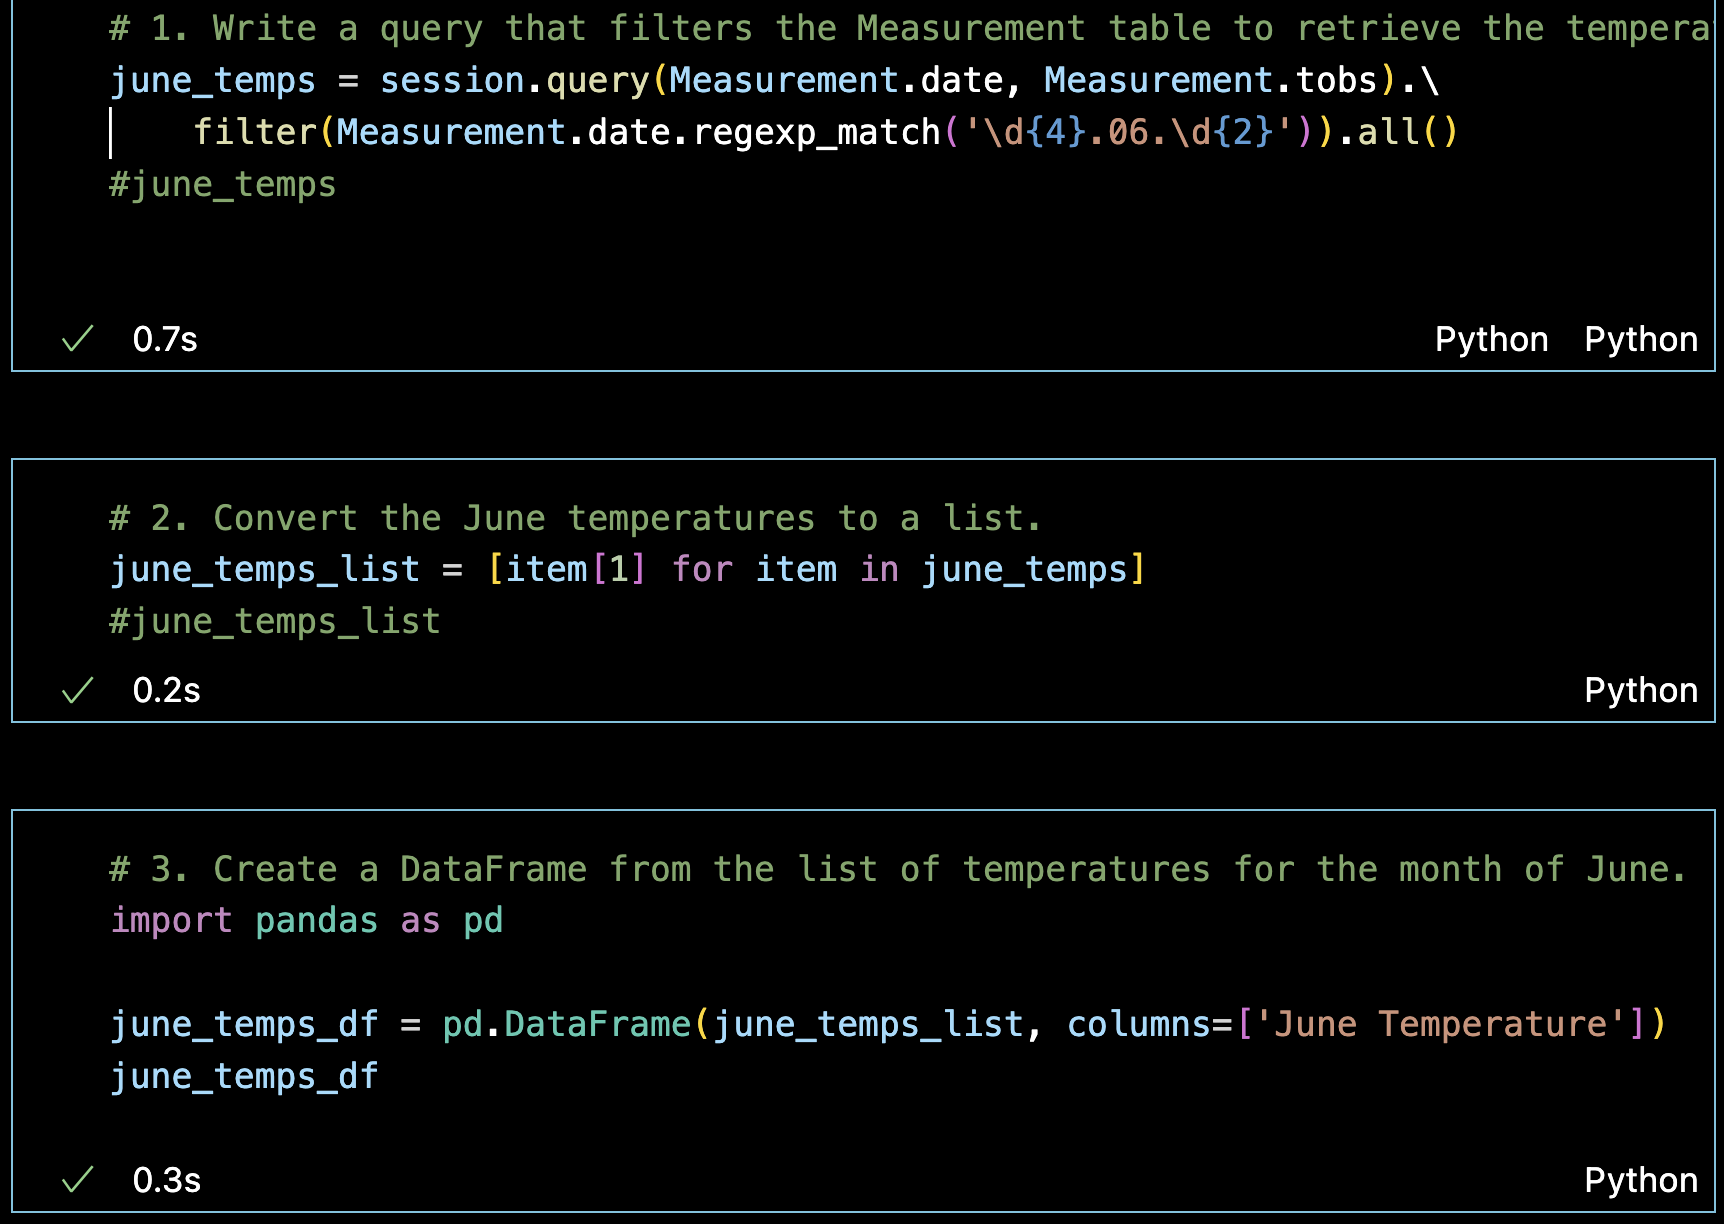 # 1. Write a query that filters the Measurement table to retrieve the tempera
june_temps = session.query(Measurement.date, Measurement.tobs).\
    filter(Measurement.date.regexp_match('\d{4}.06.\d{2}')).all()
#june_temps
0.7s Python Python
# 2. Convert the June temperatures to a list.
june_temps_list = [item[1] for item in june_temps]
#june_temps_list
0.2s Python
# 3. Create a DataFrame from the list of temperatures for the month of June.
import pandas as pd
june_temps_df = pd.DataFrame(june_temps_list, columns=['June Temperature'])
june_temps_df
0.3s Python